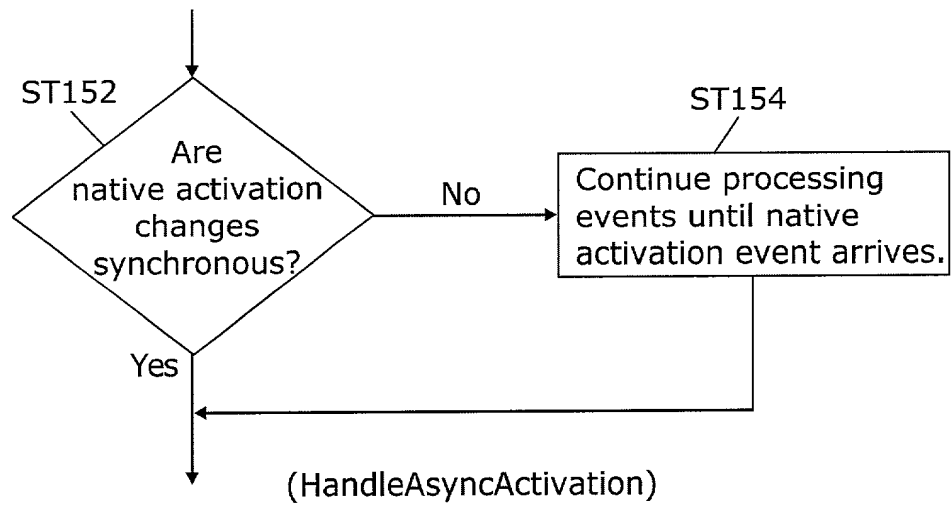 ST152
Are
native activation
changes
synchronous?
No
ST154
Continue processing
events until native
activation event arrives.
Yes
(HandleAsyncActivation)